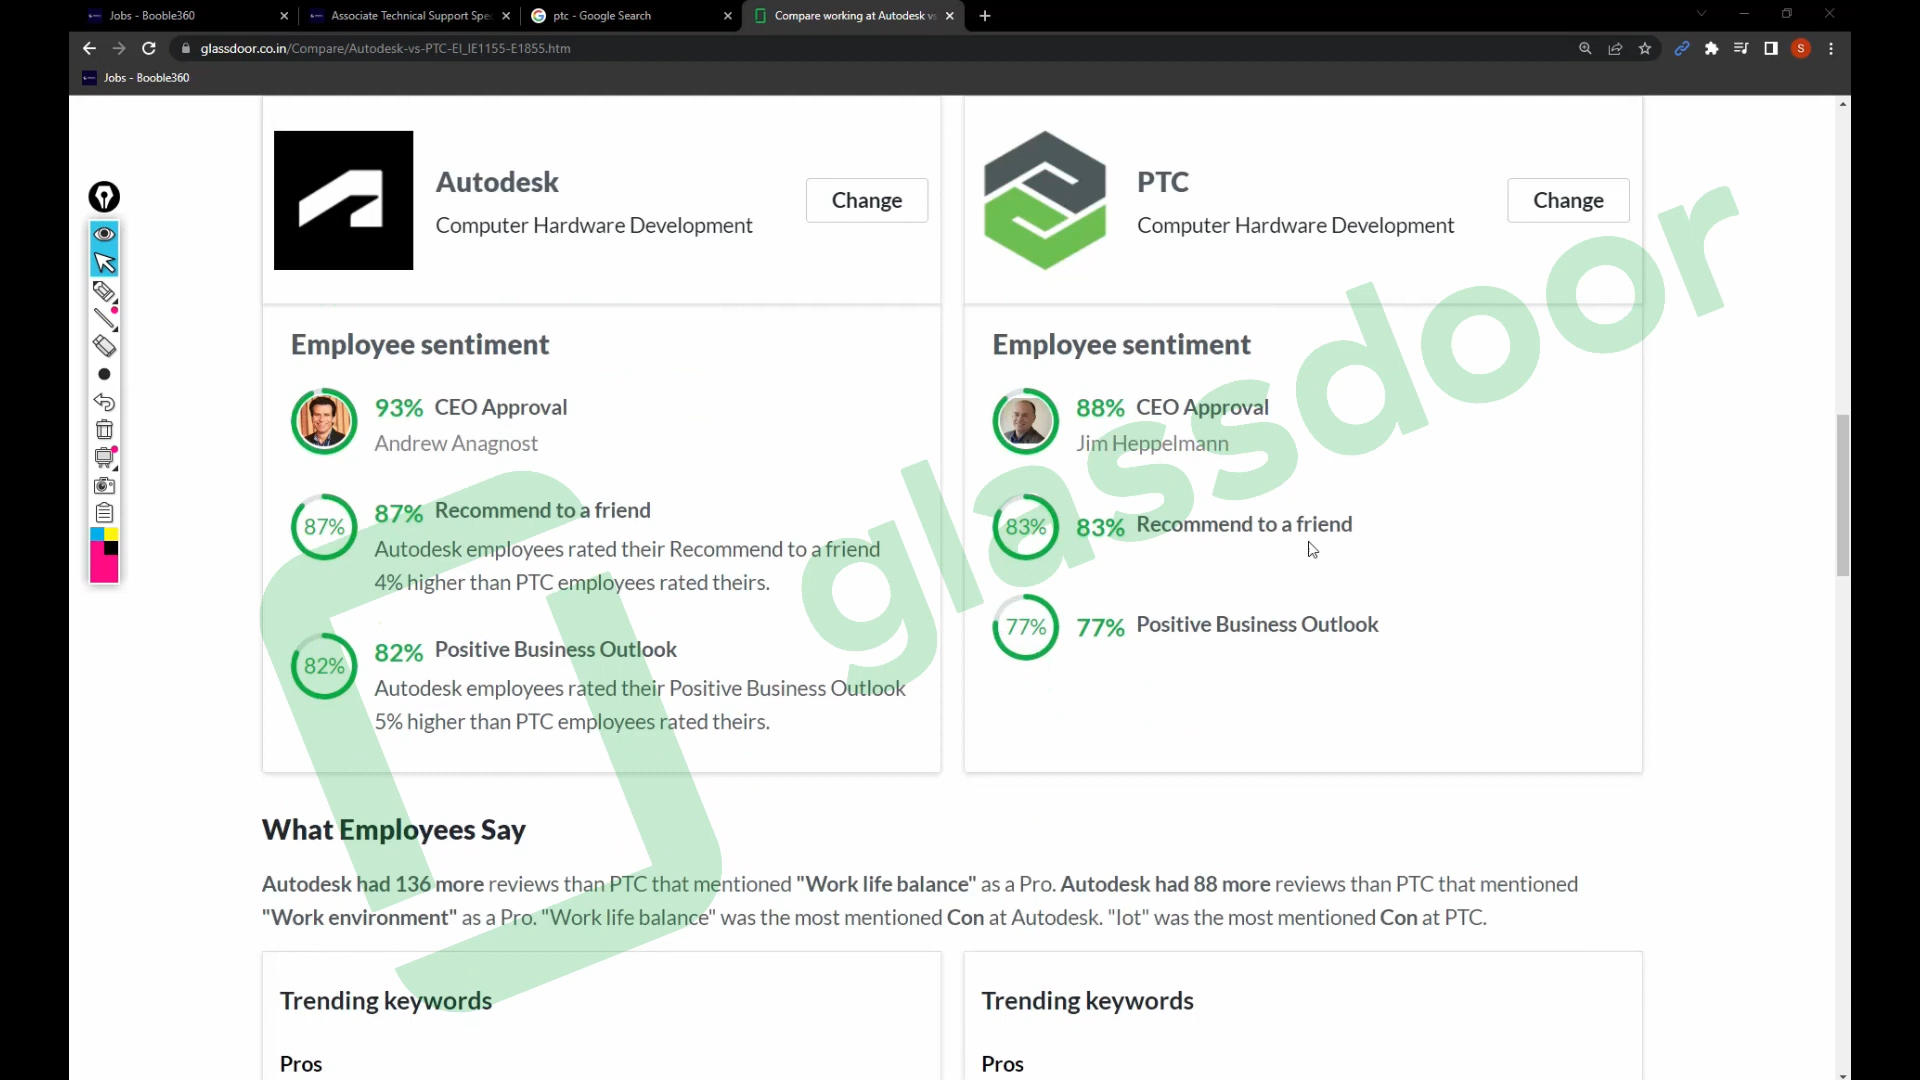 Jobs - Booble360
Associate Technical Support Spe
ptc - Google Search
Compare working at Autodesk vs
glassdoor.co.in/Compare/Autodesk-vs-PTC-EI_IE1155-E1855.htm
S
Jobs - Booble360
Autodesk
Computer Hardware Development
Change
PTC
Computer Hardware Development
Change
Employee sentiment
93% CEO Approval
Andrew Anagnost
87%
87% Recommend to a friend
Autodesk employees rated their Recommend to a friend
4% higher than PTC employees rated theirs.
82%
82% Positive Business Outlook
Autodesk employees rated their Positive Business Outlook
5% higher than PTC employees rated theirs.
Employee sentiment
88% CEO Approval
Jim Heppelmann
83%
83% Recommend to a friend
77%
77% Positive Business Outlook
glassdoor
What Employees Say
Autodesk had 136 more reviews than PTC that mentioned "Work life balance" as a Pro. Autodesk had 88 more reviews than PTC that mentioned
"Work environment" as a Pro. "Work life balance" was the most mentioned Con at Autodesk. "Iot" was the most mentioned Con at PTC.
Trending keywords
Pros
Trending keywords
Pros